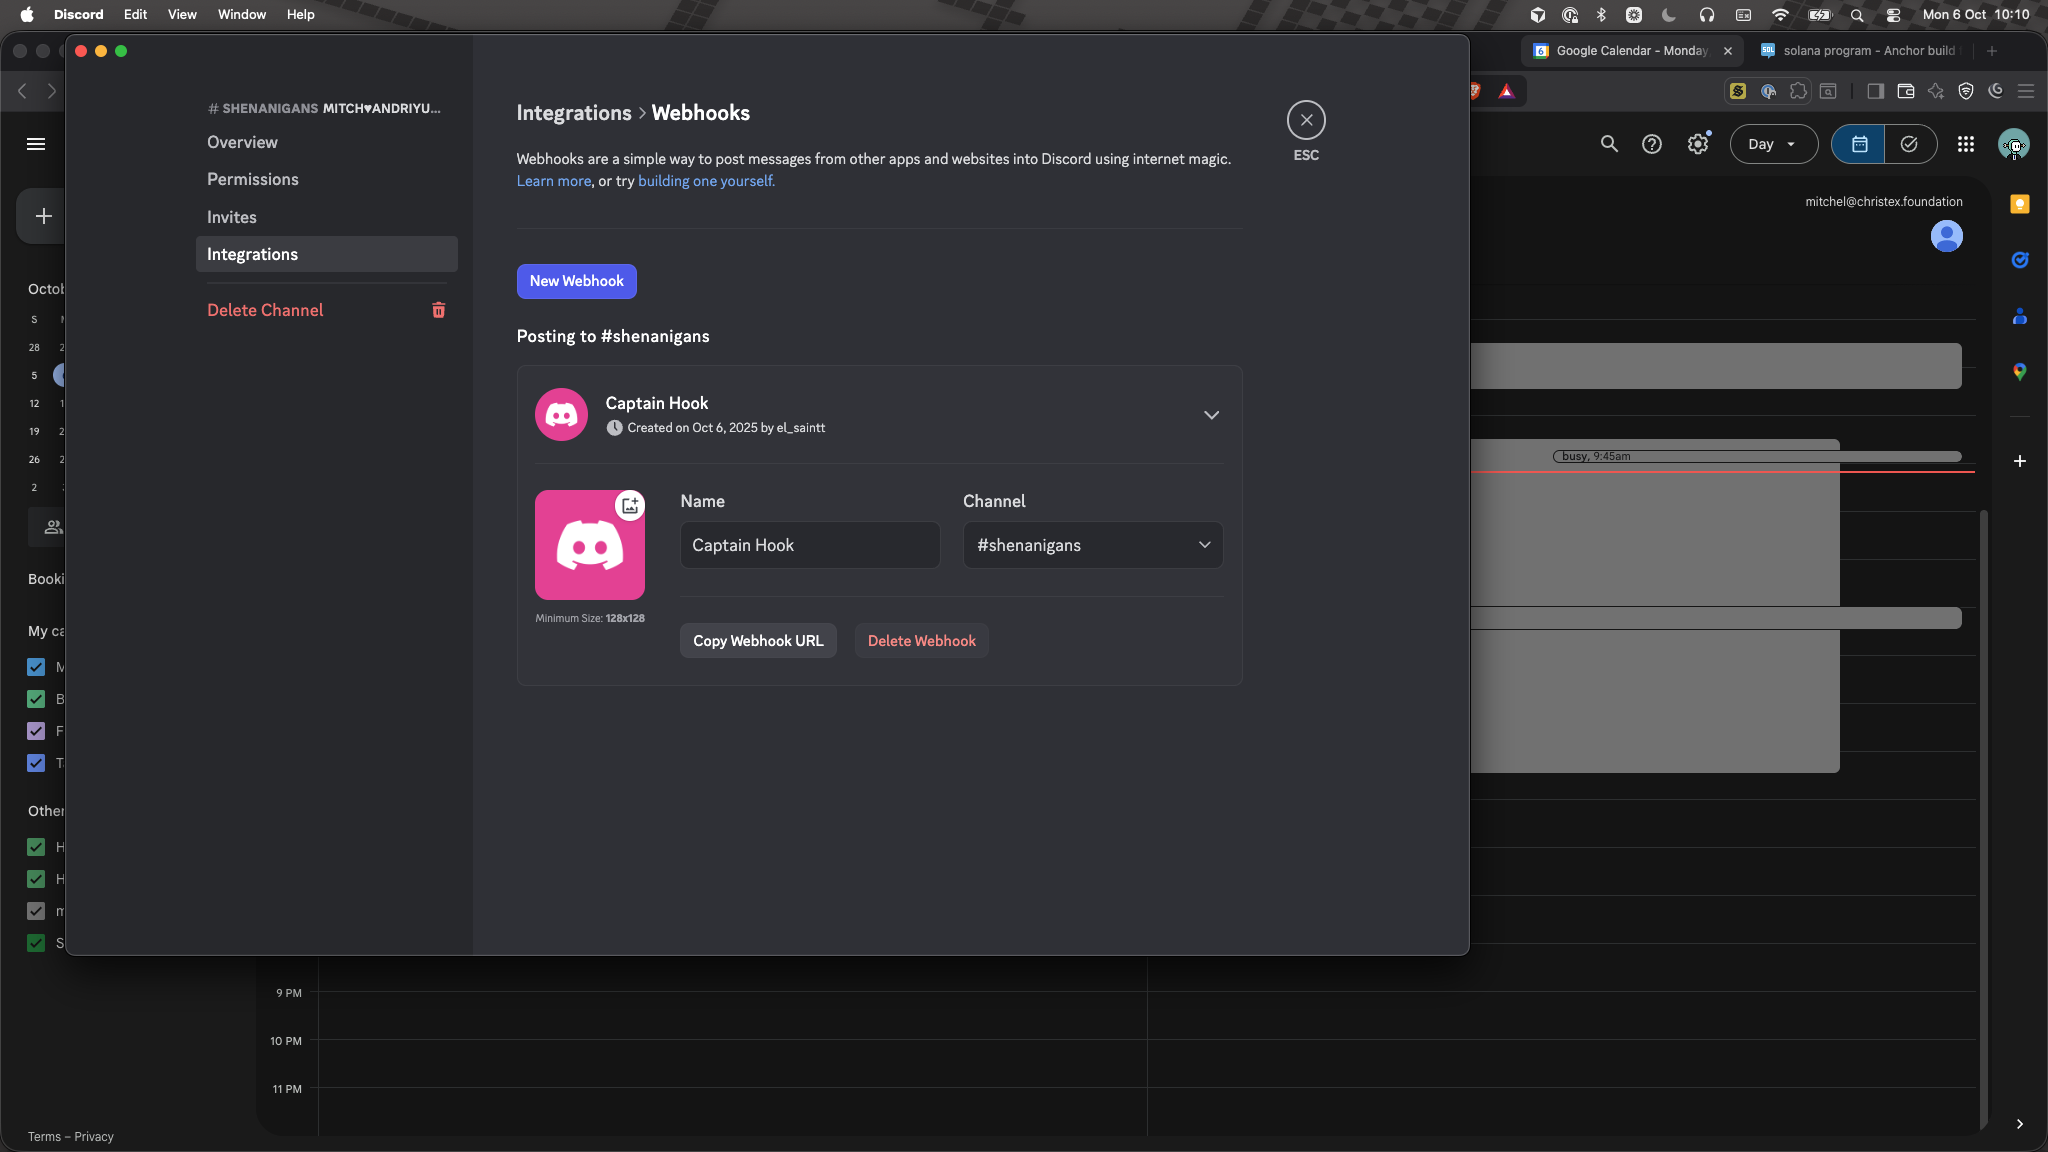 Discord Edit View Window Help
Mon 6 Oct 10:10
Google Calendar - Monday
solana program - Anchor build
# SHENANIGANS MITCH♥ANDRIYU...
Overview
Permissions
Invites
Integrations
Delete Channel
Integrations > Webhooks
Webhooks are a simple way to post messages from other apps and websites into Discord using internet magic.
Learn more, or try building one yourself.
ESC
New Webhook
Posting to #shenanigans
Captain Hook
Created on Oct 6, 2025 by el_saintt
Minimum Size: 128x128
Name
Captain Hook
Channel
#shenanigans
Copy Webhook URL
Delete Webhook
Day
mitchel@christex.foundation
busy, 9:45am
Octob
S
28
5
12
19
26
2
Booki
My ca
M
B
F
T
Other
H
H
m
S
9 PM
10 PM
11 PM
Terms – Privacy